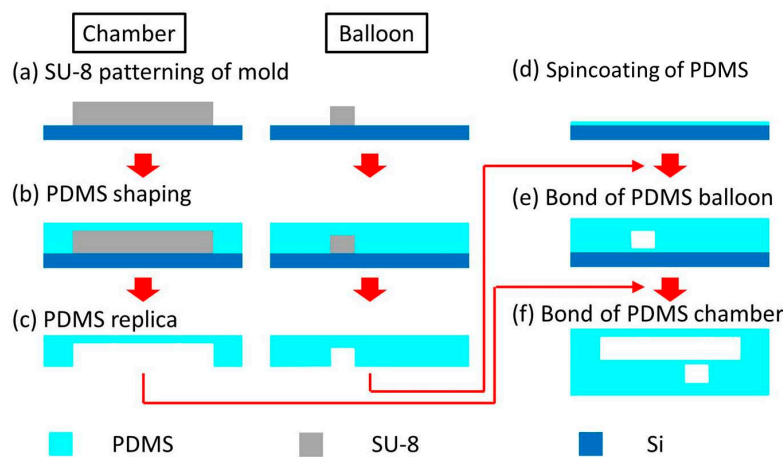 Chamber
Balloon
(a) SU-8 patterning of mold
(d) Spincoating of PDMS
(b) PDMS shaping
(e) Bond of PDMS balloon
(c) PDMS replica
(f) Bond of PDMS chamber
PDMS
SU-8
Si